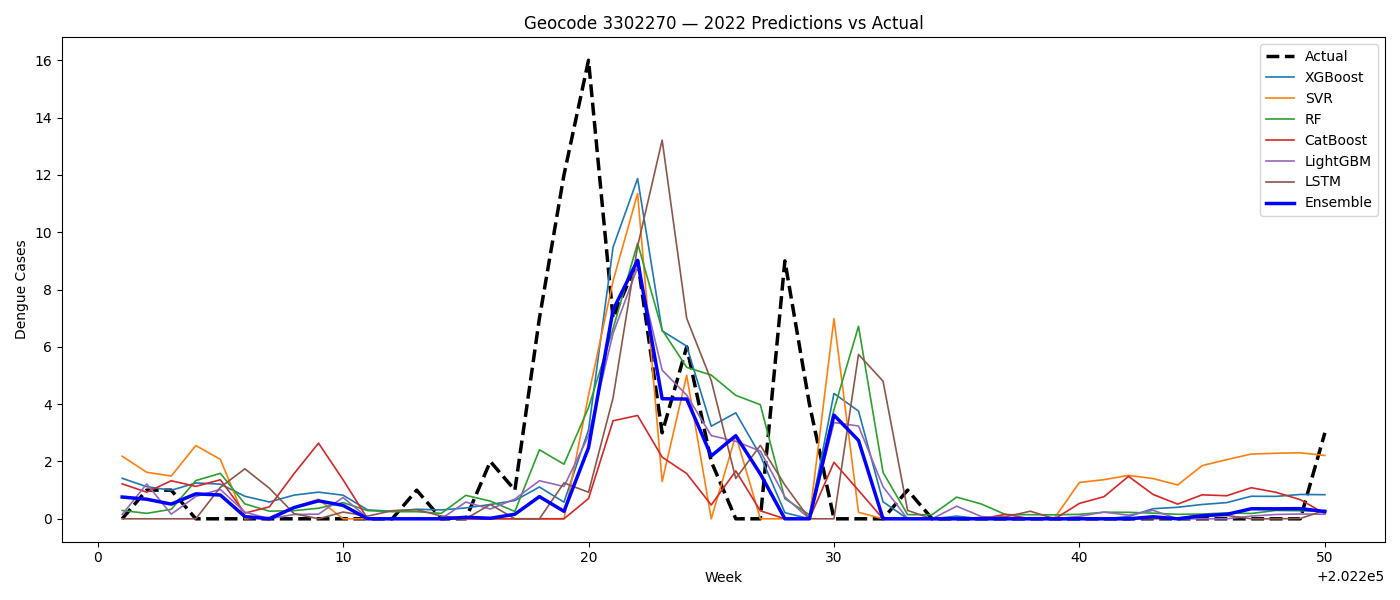 Geocode 3302270 — 2022 Predictions vs Actual
Dengue Cases
16
14
12
10
8
6
4
2
0
Actual
XGBoost
SVR
RF
CatBoost
LightGBM
LSTM
Ensemble
0 10 20 30 40 50
Week
+2.022e5